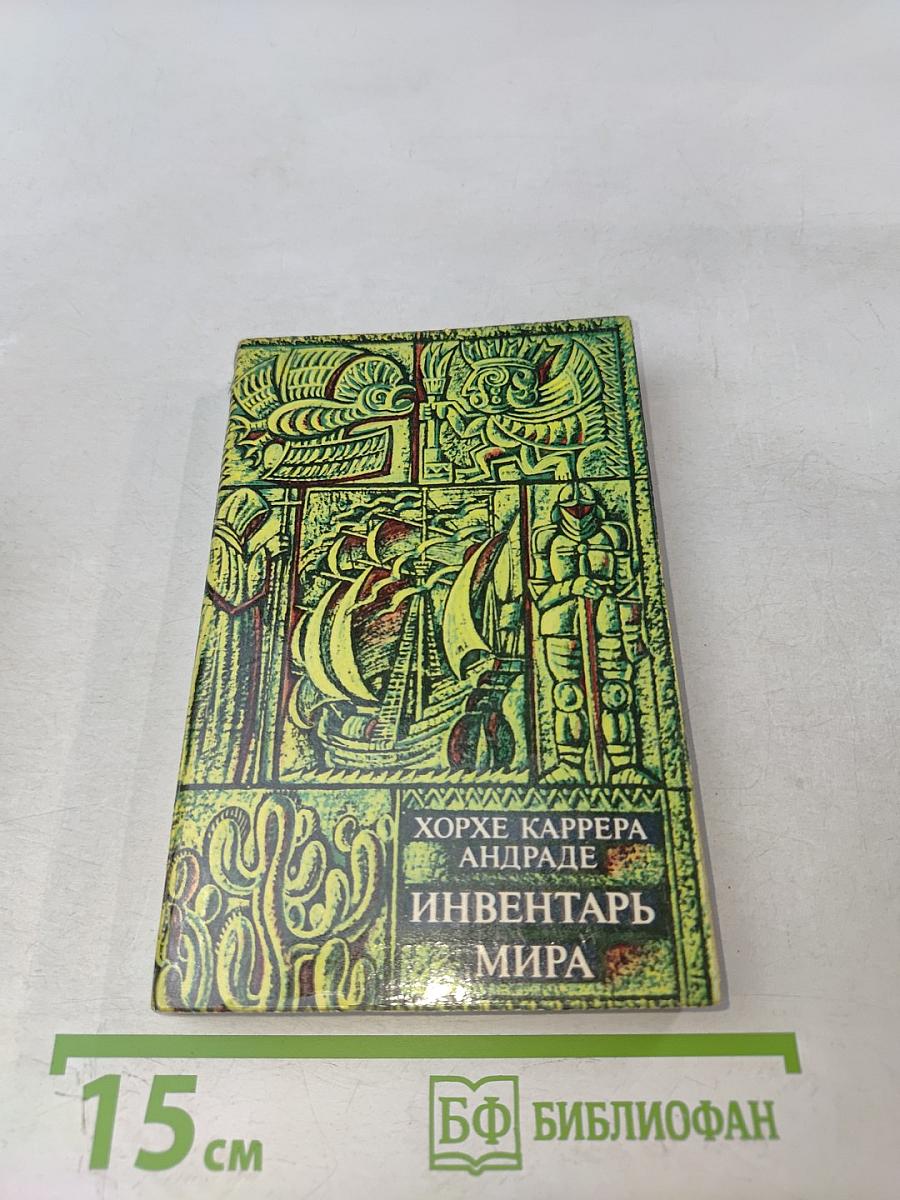 ХОРХЕ КАРРЕРА
АНДРАДЕ
ИНВЕНТАРЬ
МИРА
15 см
БФ БИБЛИОФАН